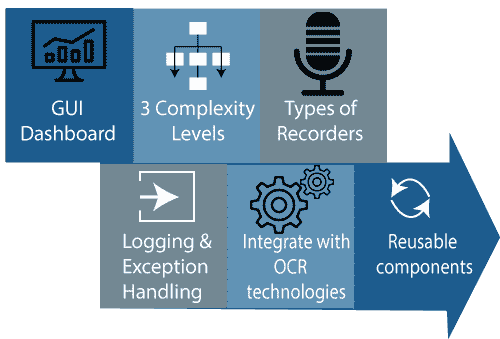 GUI
Dashboard
3 Complexity
Levels
Types of
Recorders
Logging &
Exception
Handling
Integrate with
OCR
technologies
Reusable
components